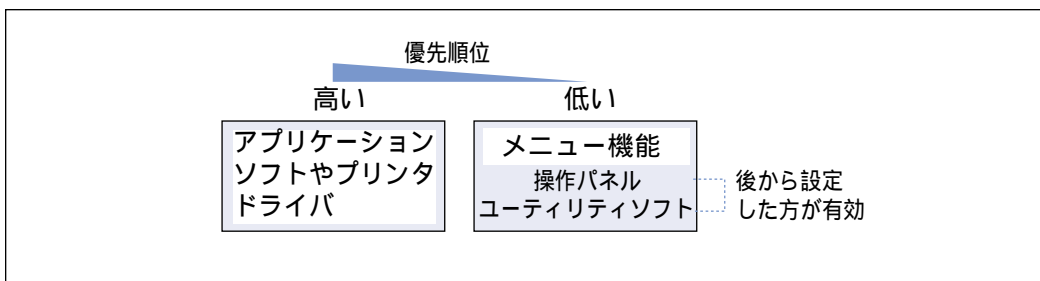 優先順位
高い
低い
アプリケーション
ソフトやプリンタ
ドライバ
メニュー機能
操作パネル
ユーティリティソフト
後から設定
した方が有効